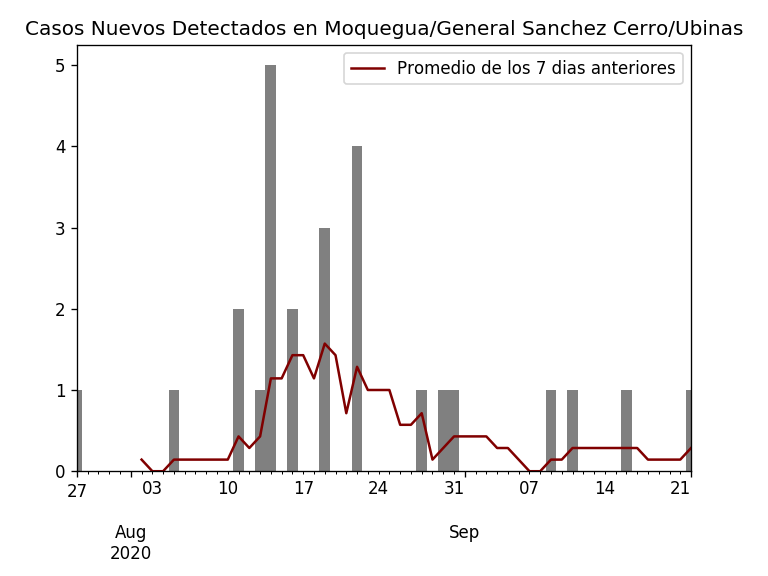 Casos Nuevos Detectados en Moquegua/General Sanchez Cerro/Ubinas
Promedio de los 7 dias anteriores
5
4
3
2
1
0
27 03 10 17 24 31 07 14 21
Aug Sep
2020